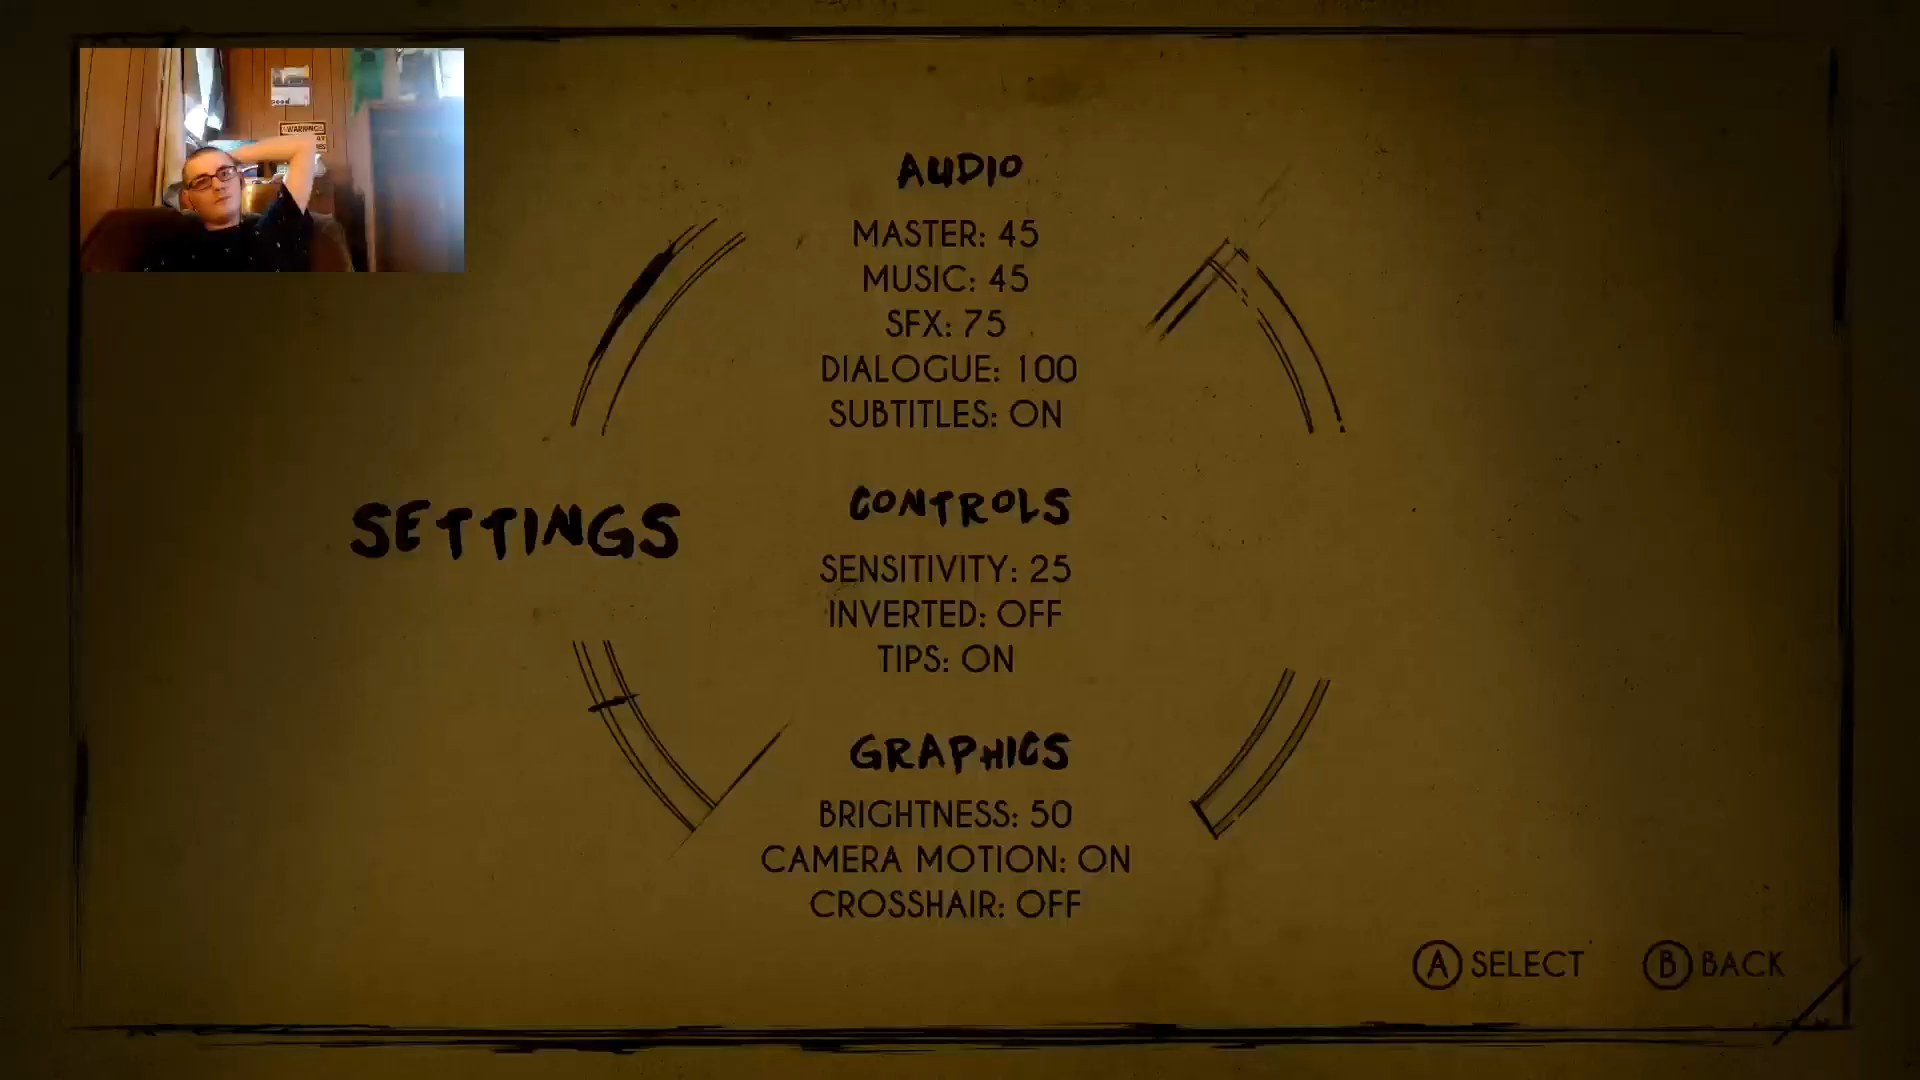 WARNING
AUDIO
MASTER: 45
MUSIC: 45
SFX: 75
DIALOGUE: 100
SUBTITLES: ON
SETTINGS
CONTROLS
SENSITIVITY: 25
INVERTED: OFF
TIPS: ON
GRAPHICS
BRIGHTNESS: 50
CAMERA MOTION: ON
CROSSHAIR: OFF
A SELECT B BACK